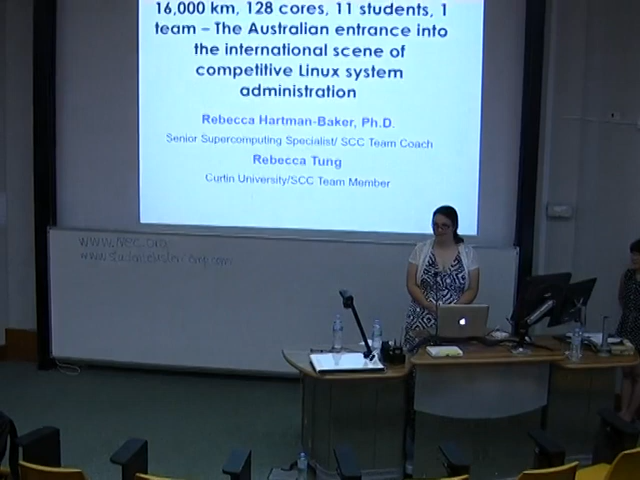 16,000 km, 128 cores, 11 students, 1
team – The Australian entrance into
the international scene of
competitive Linux system
administration
Rebecca Hartman-Baker, Ph.D.
Senior Supercomputing Specialist/ SCC Team Coach
Rebecca Tung
Curtin University/SCC Team Member
www.ivec.org